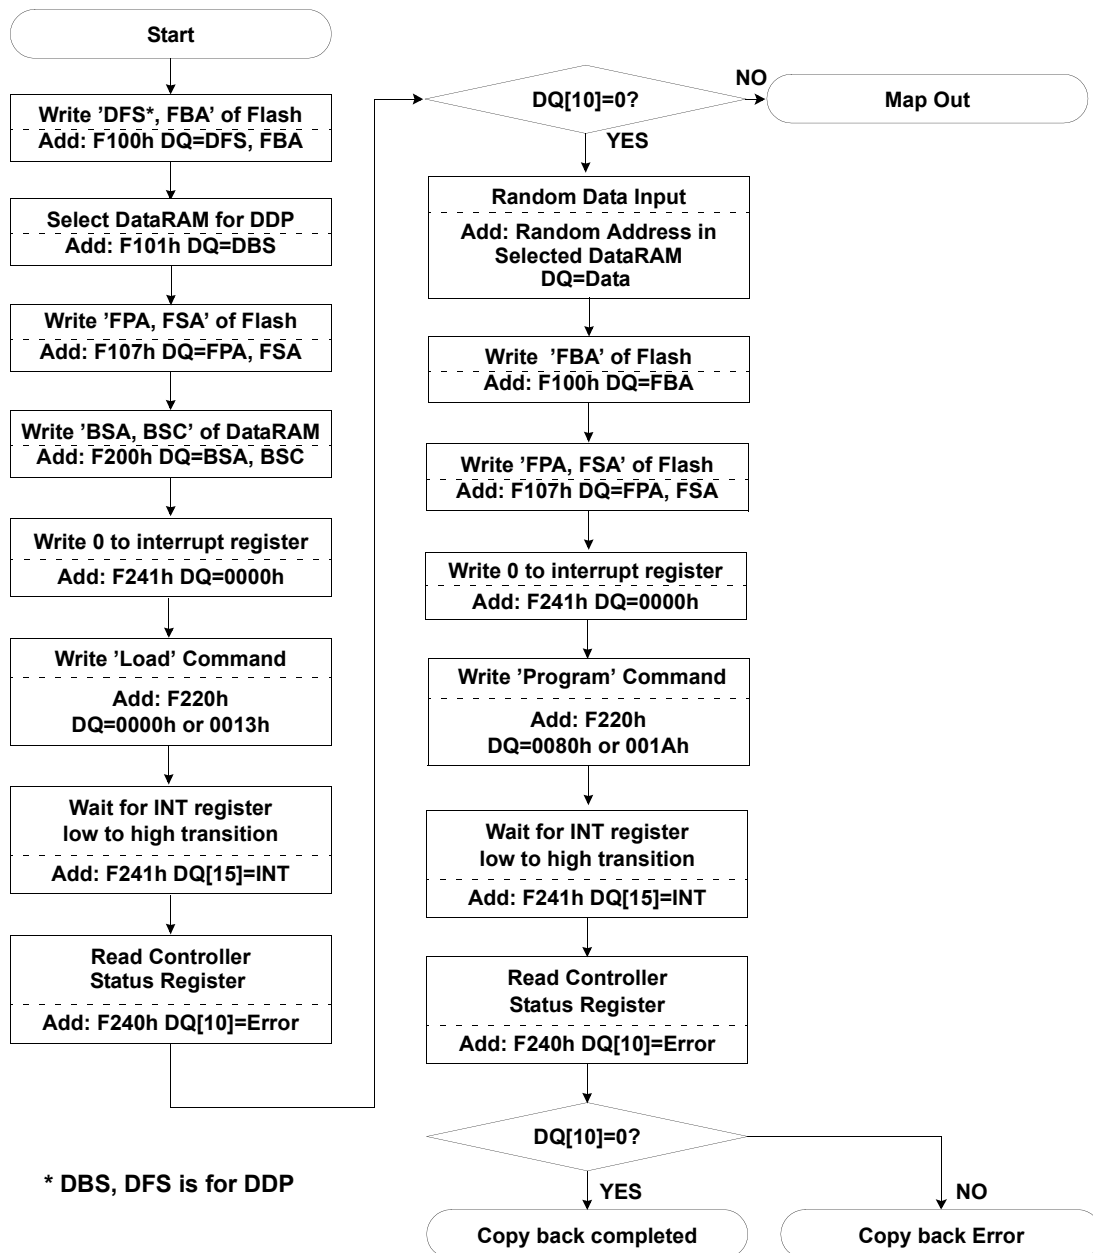 Start
Write 'DFS*, FBA' of Flash
Add: F100h DQ=DFS, FBA
Select DataRAM for DDP
Add: F101h DQ=DBS
Write 'FPA, FSA' of Flash
Add: F107h DQ=FPA, FSA
Write 'BSA, BSC' of DataRAM
Add: F200h DQ=BSA, BSC
Write 0 to interrupt register
Add: F241h DQ=0000h
Write 'Load' Command
Add: F220h
DQ=0000h or 0013h
Wait for INT register
low to high transition
Add: F241h DQ[15]=INT
Read Controller
Status Register
Add: F240h DQ[10]=Error
DQ[10]=0?
NO
Map Out
YES
Random Data Input
Add: Random Address in
Selected DataRAM
DQ=Data
Write 'FBA' of Flash
Add: F100h DQ=FBA
Write 'FPA, FSA' of Flash
Add: F107h DQ=FPA, FSA
Write 0 to interrupt register
Add: F241h DQ=0000h
Write 'Program' Command
Add: F220h
DQ=0080h or 001Ah
Wait for INT register
low to high transition
Add: F241h DQ[15]=INT
Read Controller
Status Register
Add: F240h DQ[10]=Error
DQ[10]=0?
YES
NO
Copy back completed
Copy back Error
* DBS, DFS is for DDP